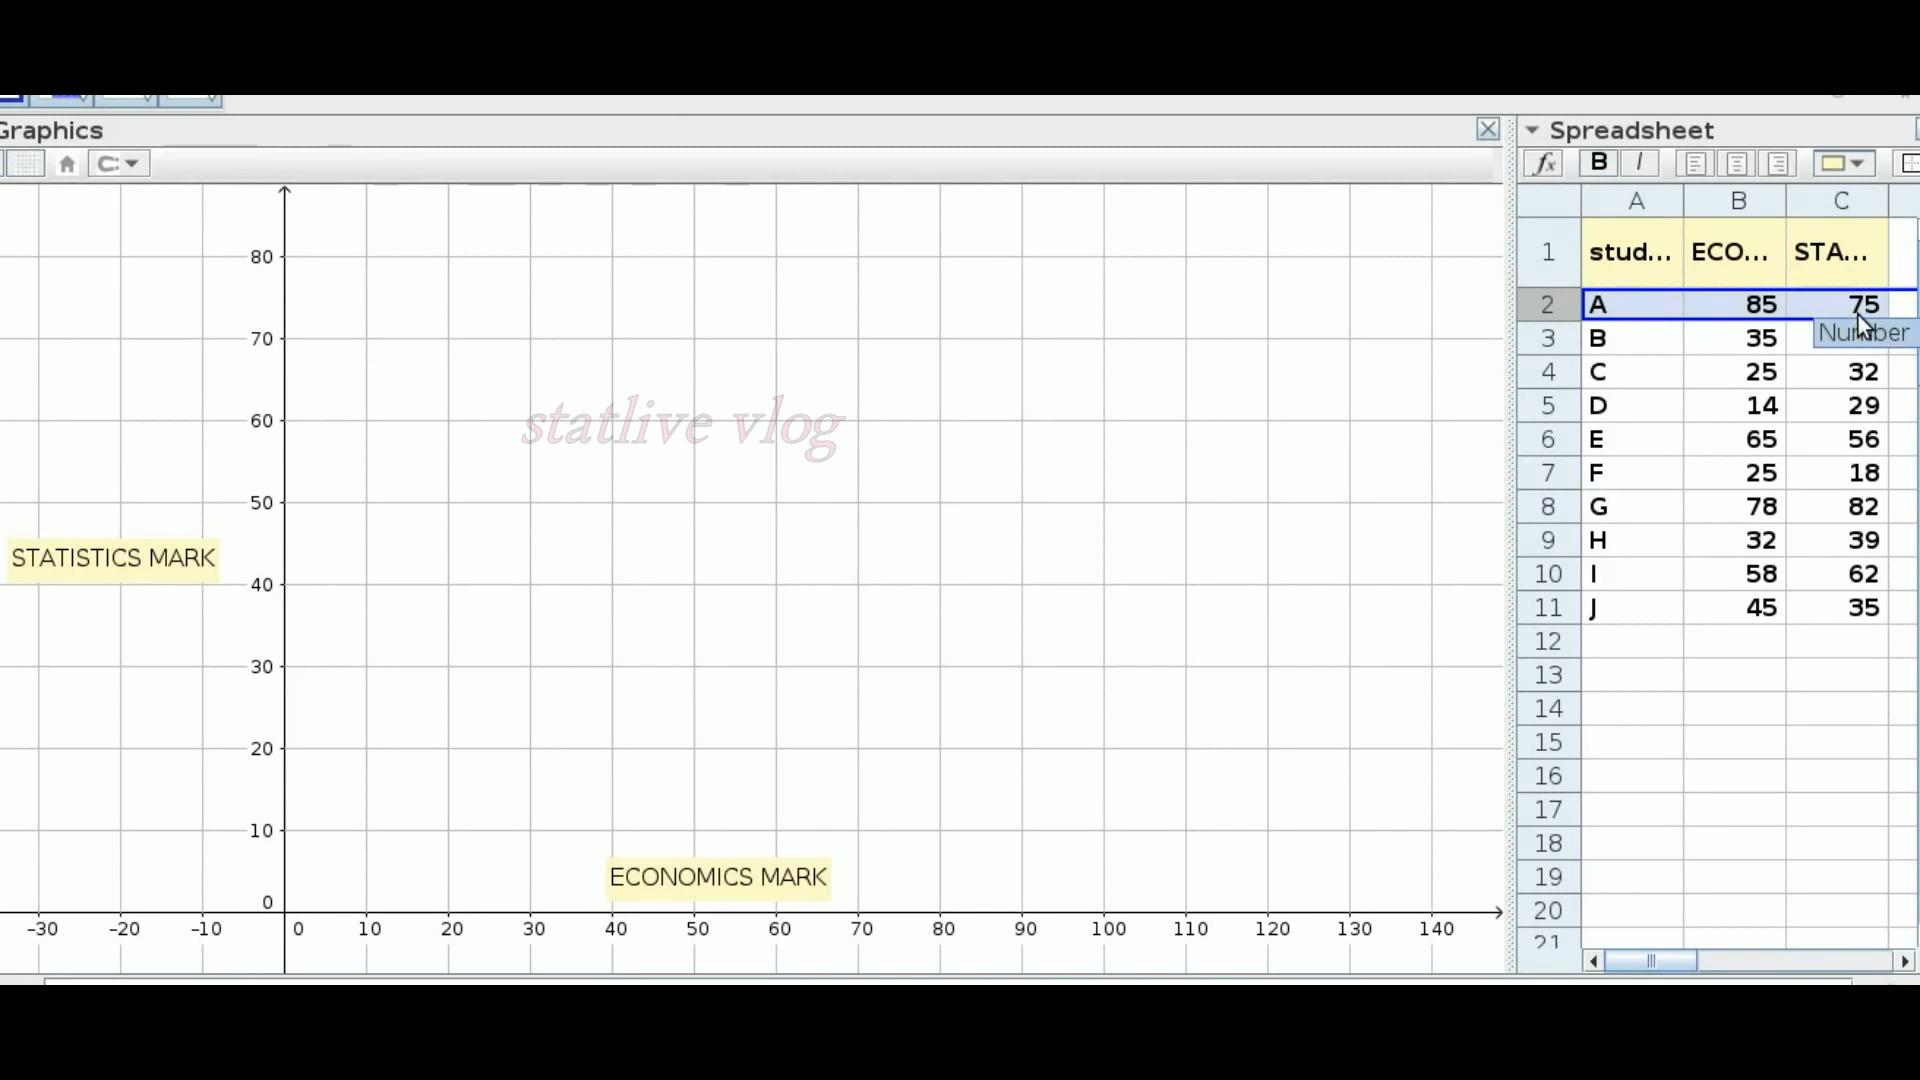 Graphics
Spreadsheet
B I
A B C
1 stud... ECO... STA...
2 A 85 75
Number
3 B 35
4 C 25 32
5 D 14 29
6 E 65 56
7 F 25 18
8 G 78 82
9 H 32 39
10 I 58 62
11 J 45 35
12
13
14
15
16
17
18
19
20
21
80
70
60
50
40
30
20
10
0
statlive vlog
STATISTICS MARK
ECONOMICS MARK
-30 -20 -10 0 10 20 30 40 50 60 70 80 90 100 110 120 130 140